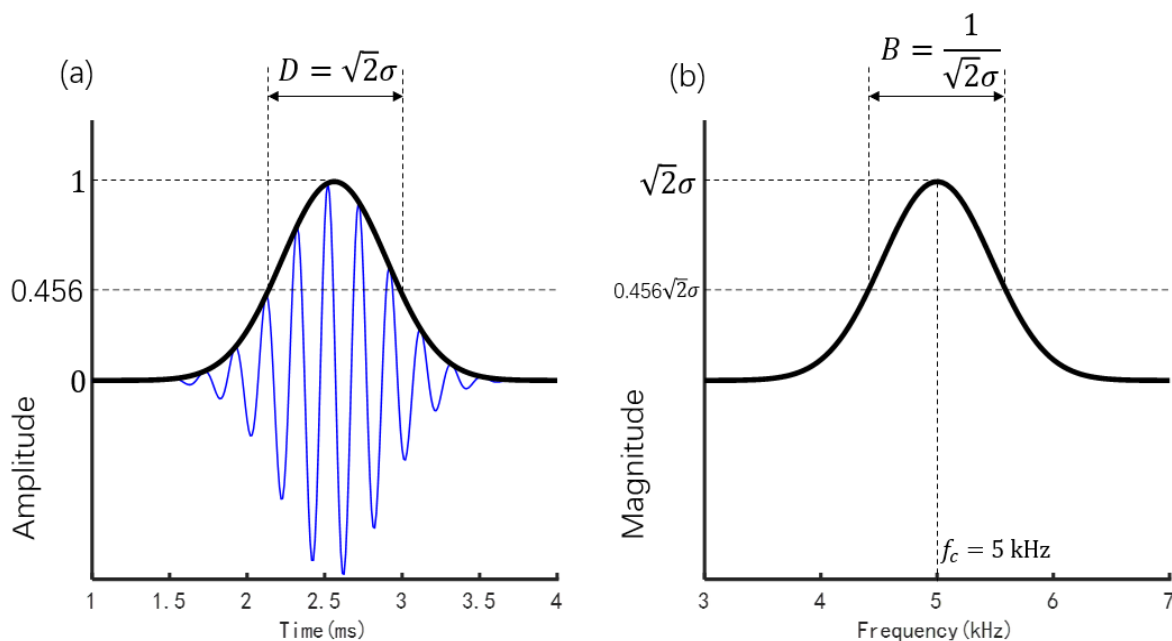 (a)
D = √2σ
1
0.456
0
Amplitude
1 1.5 2 2.5 3 3.5 4
Time(ms)
(b)
B = 1/√2σ
√2σ
0.456√2σ
Magnitude
f_c = 5 kHz
3 4 5 6 7
Frequency(kHz)